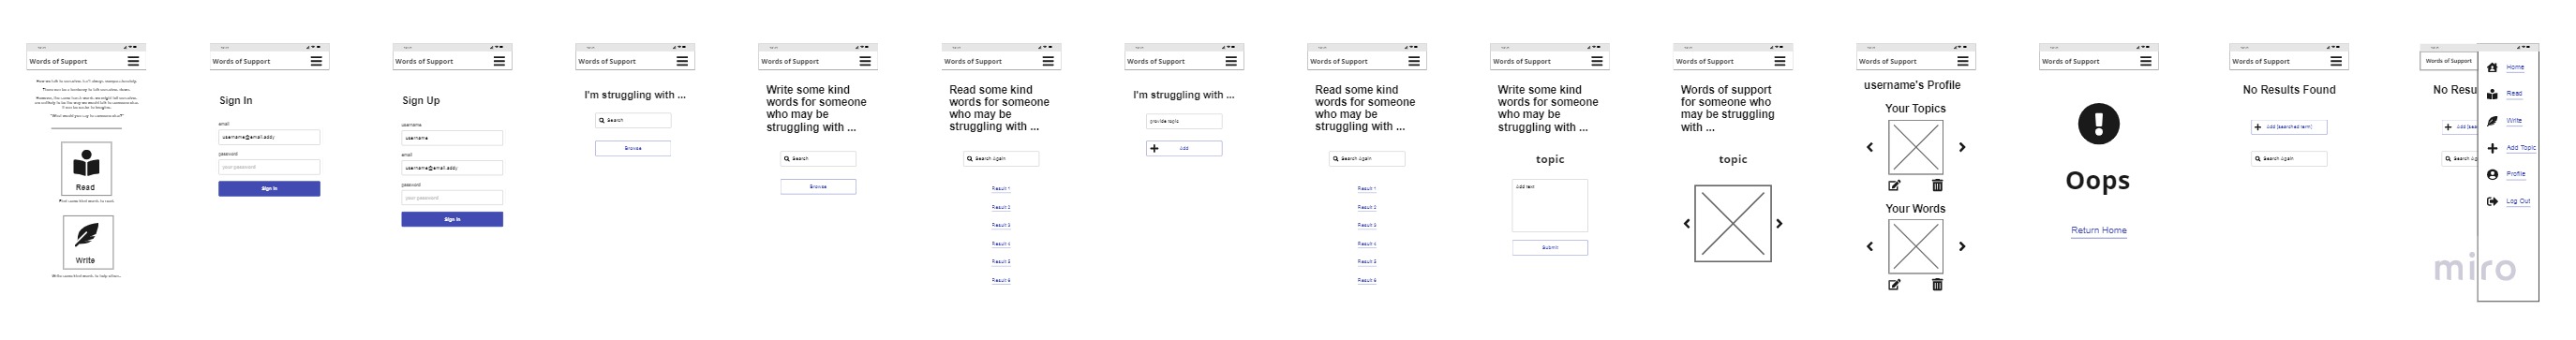 Words of Support
"What would you say to someone else?"
Read
Write
Words of Support
Sign In
email
username@email.addy
password
your password
Sign In
Words of Support
Sign Up
username
username
email
username@email.addy
password
your password
Sign In
Words of Support
I'm struggling with ...
Search
Browse
Words of Support
Write some kind
words for someone
who may be
struggling with ...
Search
Browse
Words of Support
Read some kind
words for someone
who may be
struggling with ...
Search Again
Result 1
Result 2
Result 3
Result 4
Result 5
Result 6
Words of Support
I'm struggling with ...
provide topic
Add
Words of Support
Read some kind
words for someone
who may be
struggling with ...
Search Again
Result 1
Result 2
Result 3
Result 4
Result 5
Result 6
Words of Support
Write some kind
words for someone
who may be
struggling with ...
topic
Add text
Submit
Words of Support
Words of support
for someone who
may be struggling
with ...
topic
Words of Support
username's Profile
Your Topics
Your Words
Words of Support
Oops
Return Home
Words of Support
No Results Found
Add [searched term]
Search Again
Words of Support
No Resu
Add [sea
Search Ag
Home
Read
Write
Add Topic
Profile
Log Out
miro